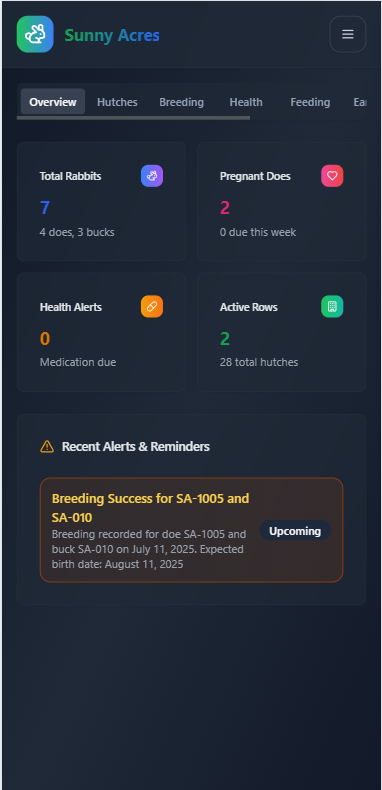 Sunny Acres
Overview Hutches Breeding Health Feeding Ear
Total Rabbits
7
4 does, 3 bucks
Pregnant Does
2
0 due this week
Health Alerts
0
Medication due
Active Rows
2
28 total hutches
Recent Alerts & Reminders
Breeding Success for SA-1005 and
SA-010
Breeding recorded for doe SA-1005 and
buck SA-010 on July 11, 2025. Expected
birth date: August 11, 2025
Upcoming